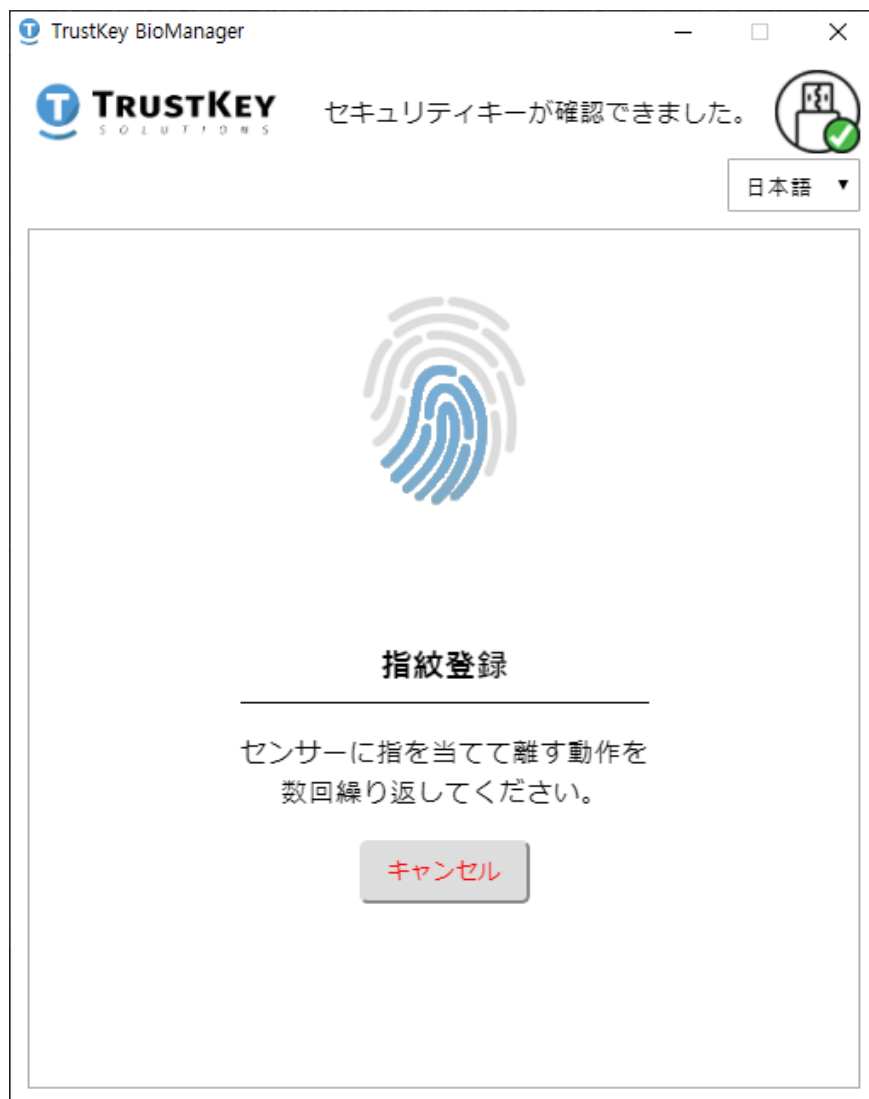 TrustKey BioManager
TRUSTKEY
SOLUTIONS
セキュリティキーが確認できました。
日本語
指紋登録
センサーに指を当てて離す動作を
数回繰り返してください。
キャンセル